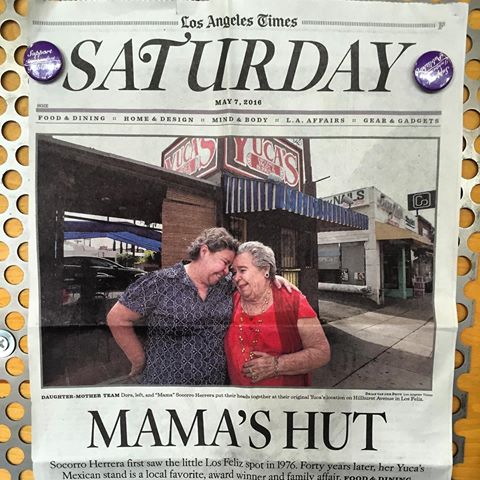 Los Angeles Times
SATURDAY
MAY 7, 2016
FOOD & DINING :: HOME & DESIGN :: MIND & BODY :: L.A. AFFAIRS :: GEAR & GADGETS
YUCA'S
YUCA'S
DAUGHTER-MOTHER TEAM Dora, left, and "Mama" Socorro Herrera put their heads together at their original Yuca's location on Hillhurst Avenue in Los Feliz.
MAMA'S HUT
Socorro Herrera first saw the little Los Feliz spot in 1976. Forty years later, her Yuca's
Mexican stand is a local favorite, award winner and family affair. FOOD & DINING